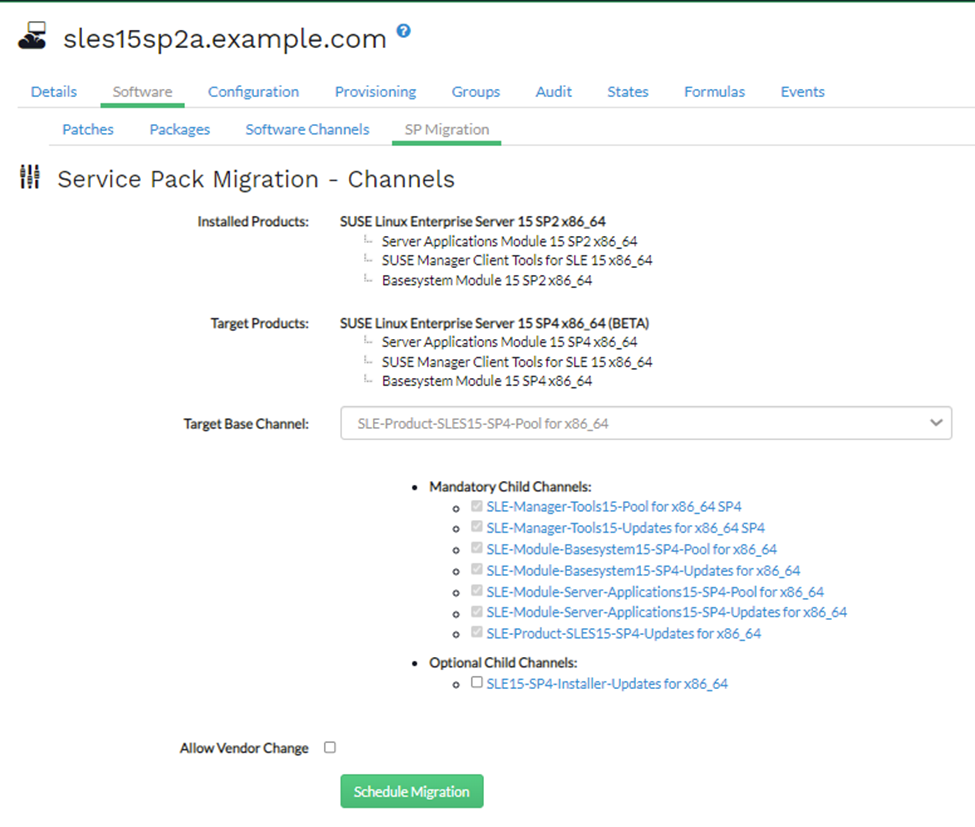 sles15sp2a.example.com ?
Details Software Configuration Provisioning Groups Audit States Formulas Events
Patches Packages Software Channels SP Migration
Service Pack Migration - Channels
Installed Products: SUSE Linux Enterprise Server 15 SP2 x86_64
Server Applications Module 15 SP2 x86_64
SUSE Manager Client Tools for SLE 15 x86_64
Basesystem Module 15 SP2 x86_64
Target Products: SUSE Linux Enterprise Server 15 SP4 x86_64 (BETA)
Server Applications Module 15 SP4 x86_64
SUSE Manager Client Tools for SLE 15 x86_64
Basesystem Module 15 SP4 x86_64
Target Base Channel: SLE-Product-SLES15-SP4-Pool for x86_64
Mandatory Child Channels:
SLE-Manager-Tools15-Pool for x86_64 SP4
SLE-Manager-Tools15-Updates for x86_64 SP4
SLE-Module-Basesystem15-SP4-Pool for x86_64
SLE-Module-Basesystem15-SP4-Updates for x86_64
SLE-Module-Server-Applications15-SP4-Pool for x86_64
SLE-Module-Server-Applications15-SP4-Updates for x86_64
SLE-Product-SLES15-SP4-Updates for x86_64
Optional Child Channels:
SLE15-SP4-Installer-Updates for x86_64
Allow Vendor Change
Schedule Migration